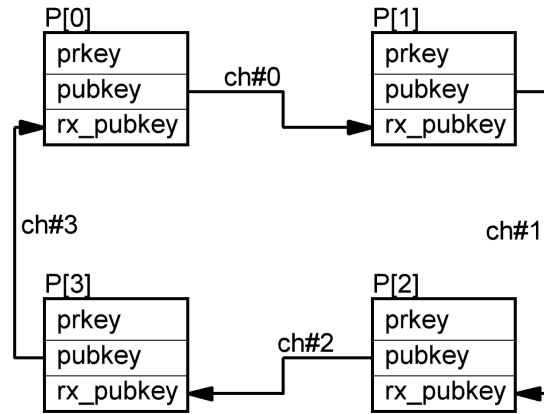 P[0]
prkey
pubkey
rx_pubkey
ch#0
P[1]
prkey
pubkey
rx_pubkey
ch#3
ch#1
P[3]
prkey
pubkey
rx_pubkey
ch#2
P[2]
prkey
pubkey
rx_pubkey